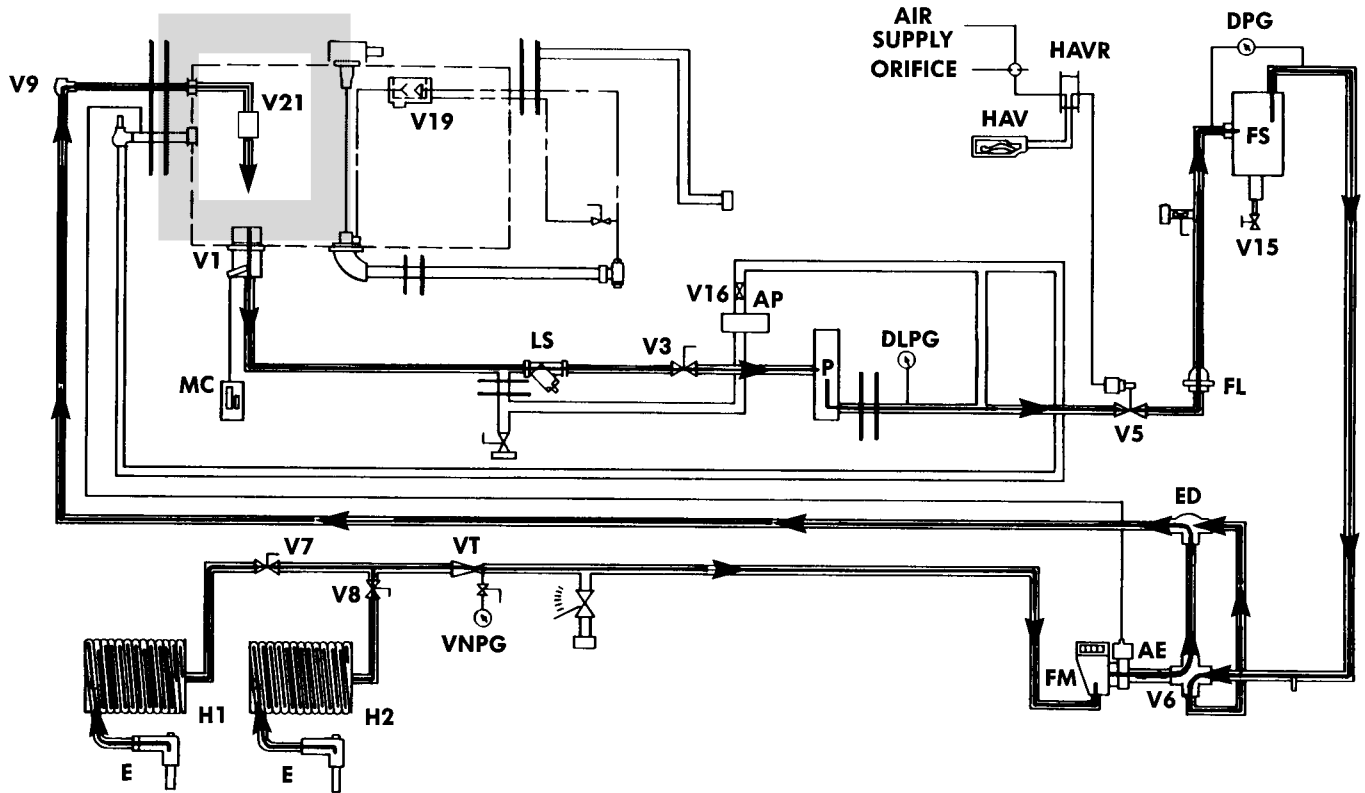 AIR
SUPPLY
ORIFICE
HAVR
HAV
DPG
FS
V15
V9
V21
V19
V1
MC
LS
V3
V16
AP
P
DLPG
V5
FL
ED
V7
V8
VT
VNPG
H1
H2
E
E
FM
AE
V6